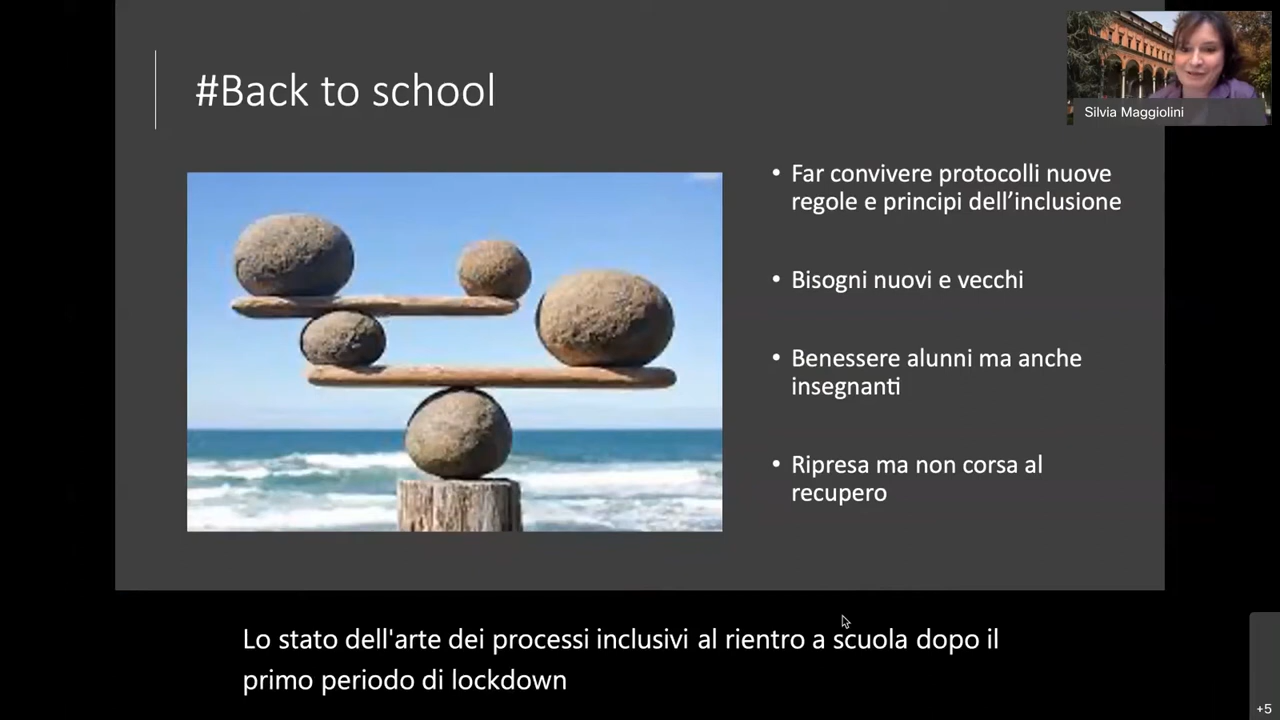 #Back to school
Silvia Maggiolini
• Far convivere protocolli nuove
regole e principi dell’inclusione
• Bisogni nuovi e vecchi
• Benessere alunni ma anche
insegnanti
• Ripresa ma non corsa al
recupero
Lo stato dell'arte dei processi inclusivi al rientro a scuola dopo il
primo periodo di lockdown
+5